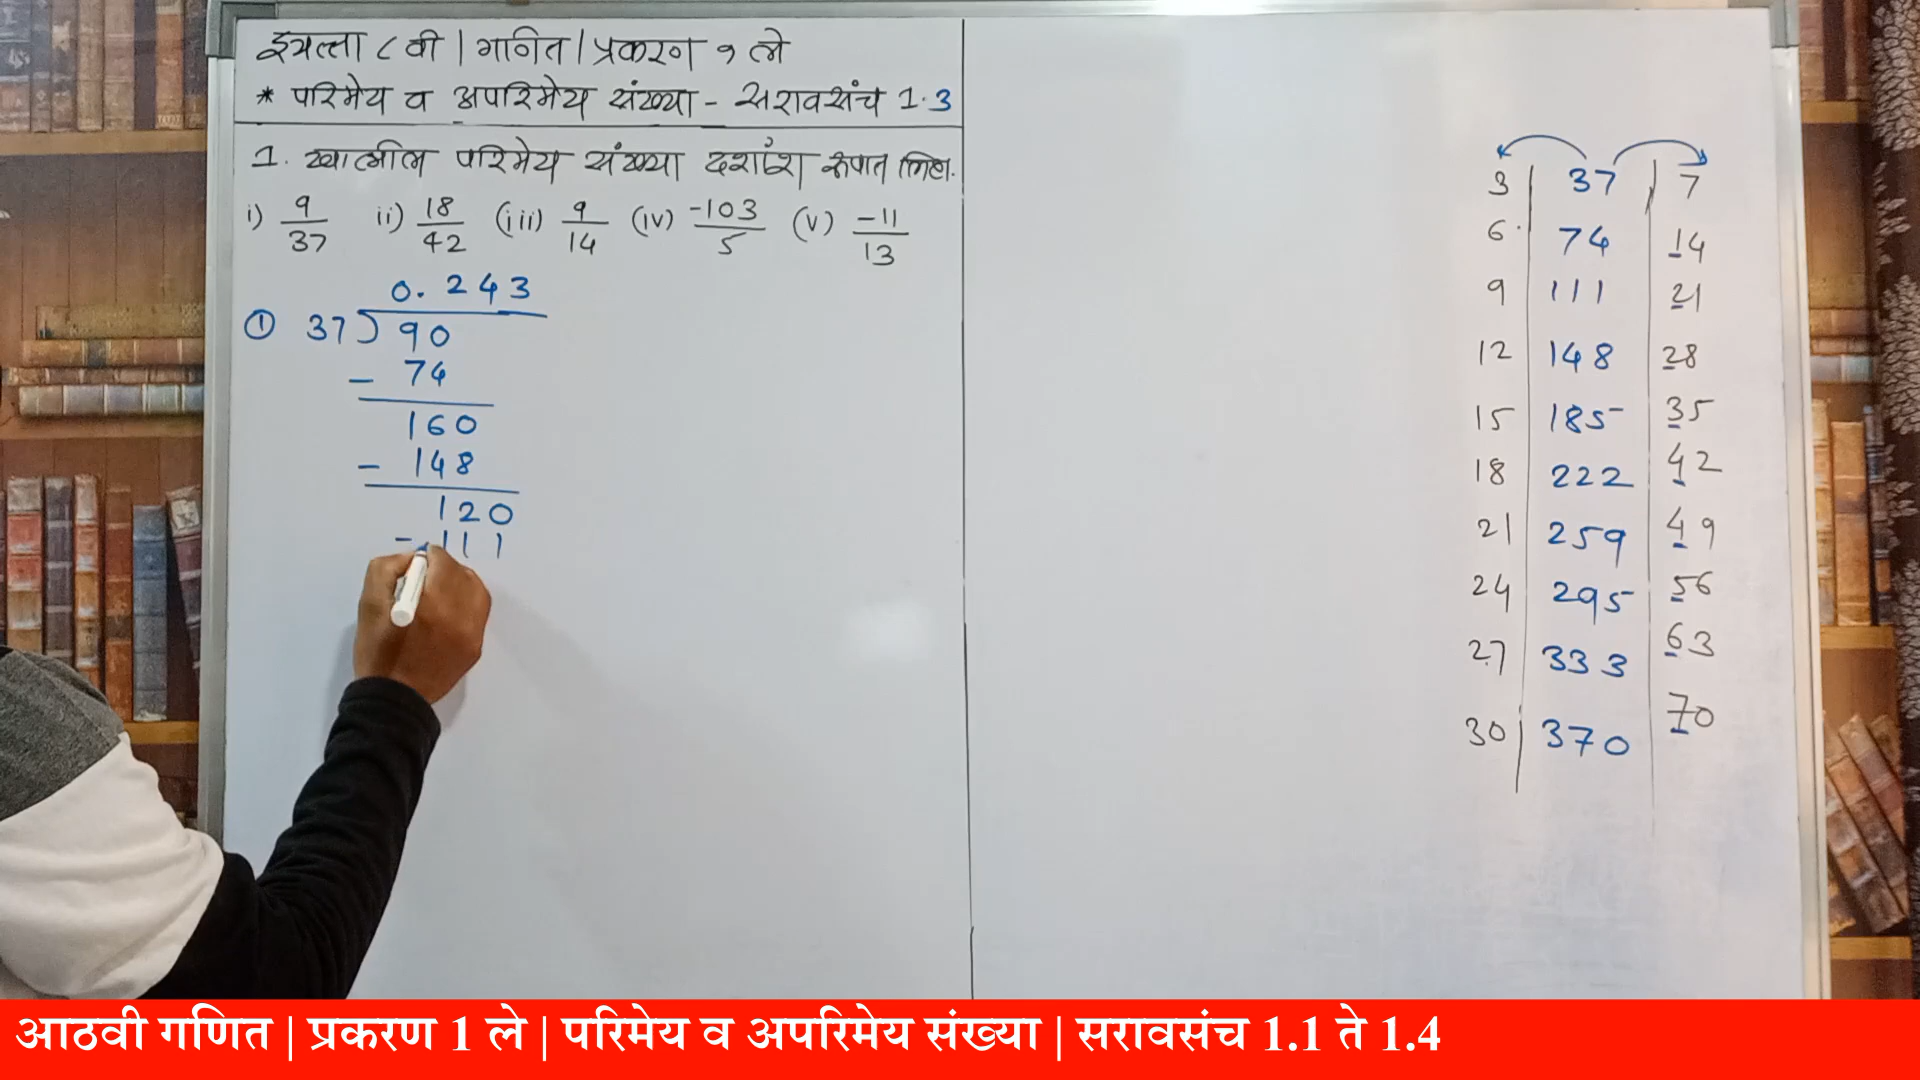 इयत्ता ८ वी | गणित | प्रकरण १ ले
* परिमेय व अपरिमेय संख्या - सरावसंच 1.3
1. खालील परिमेय संख्या दशांश रूपात लिहा.
i) 9/37 ii) 18/42 (iii) 9/14 (iv) -103/5 (v) -11/13
0.243
① 37)90
- 74
160
- 148
120
- 111
3 | 37 | 7
6 | 74 | 14
9 | 111 | 21
12 | 148 | 28
15 | 185 | 35
18 | 222 | 42
21 | 259 | 49
24 | 295 | 56
27 | 333 | 63
30 | 370 | 70
आठवी गणित | प्रकरण 1 ले | परिमेय व अपरिमेय संख्या | सरावसंच 1.1 ते 1.4